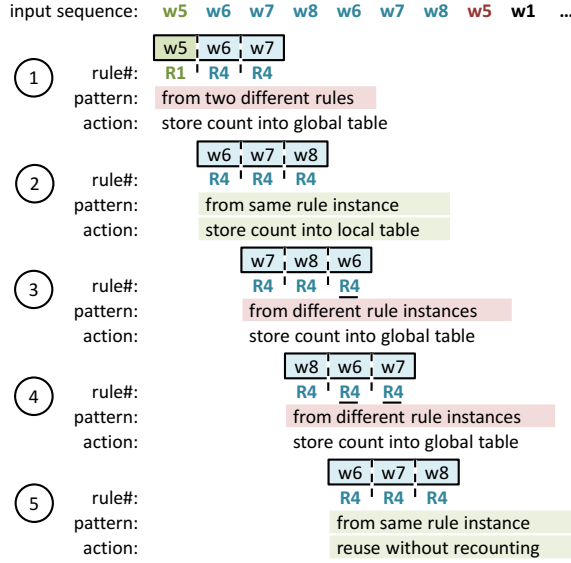 input sequence: w5 w6 w7 w8 w6 w7 w8 w5 w1 ...
w5 w6 w7
1
rule#: R1 R4 R4
pattern: from two different rules
action: store count into global table
w6 w7 w8
2
rule#: R4 R4 R4
pattern: from same rule instance
action: store count into local table
w7 w8 w6
3
rule#: R4 R4 R4
pattern: from different rule instances
action: store count into global table
w8 w6 w7
4
rule#: R4 R4 R4
pattern: from different rule instances
action: store count into global table
w6 w7 w8
5
rule#: R4 R4 R4
pattern: from same rule instance
action: reuse without recounting